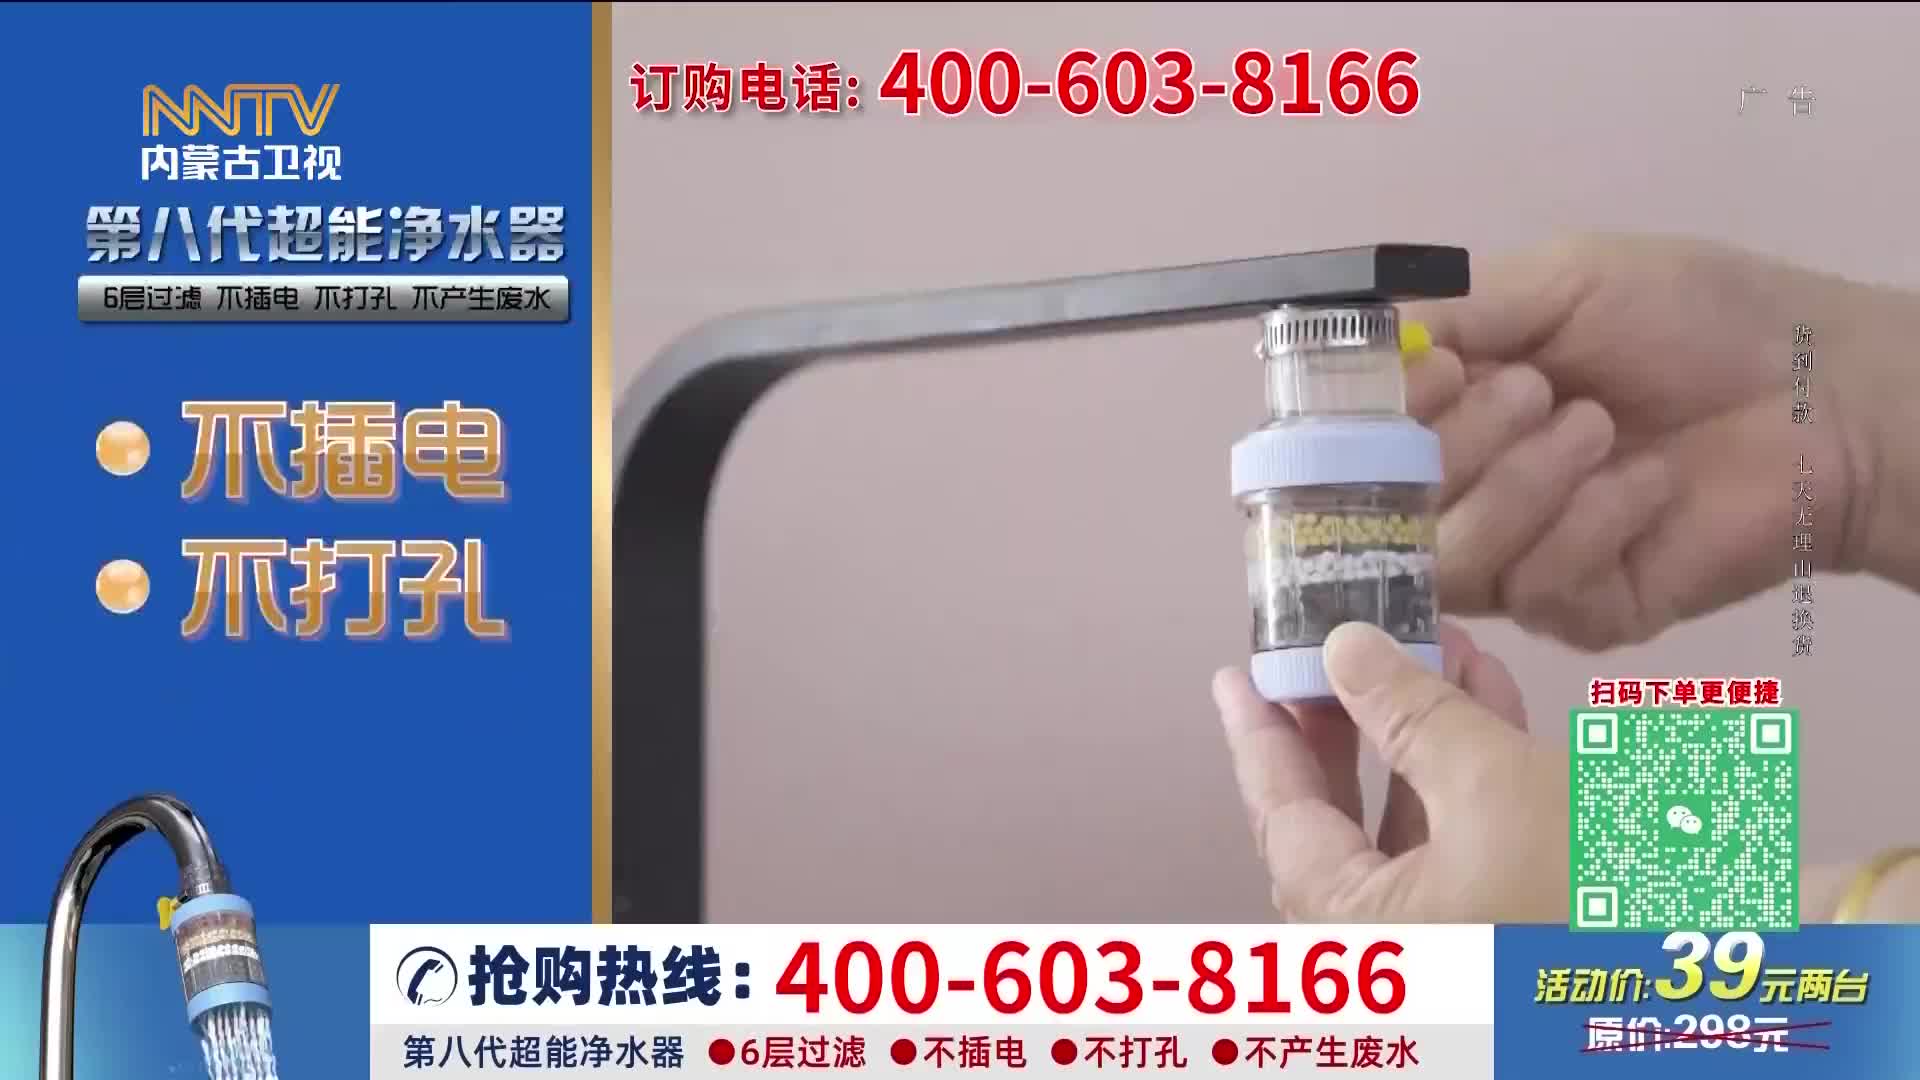 NNTV
内蒙古卫视
第八代超能净水器
6层过滤 不插电 不打孔 不产生废水
不插电
不打孔
订购电话: 400-603-8166
广告
货到付款 七天无理由退换货
扫码下单更便捷
抢购热线: 400-603-8166
第八代超能净水器 ●6层过滤 ●不插电 ●不打孔 ●不产生废水
活动价:39元两台
原价:298元